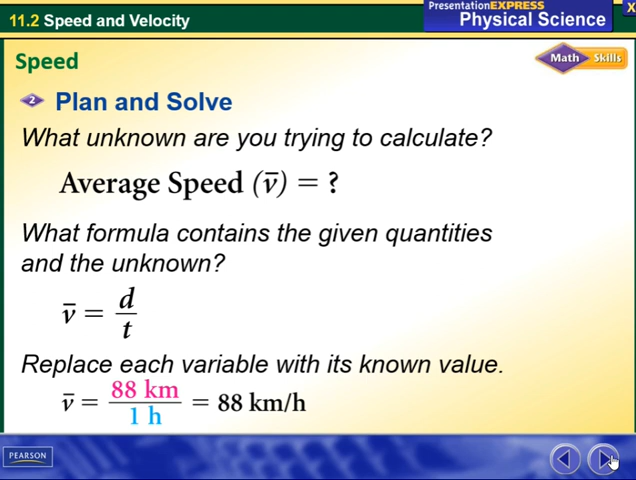 11.2 Speed and Velocity
PresentationEXPRESS
Physical Science
X
Speed
Math Skills
2 Plan and Solve
What unknown are you trying to calculate?
Average Speed (v̅) = ?
What formula contains the given quantities
and the unknown?
v̅ = d/t
Replace each variable with its known value.
v̅ = 88 km/1 h = 88 km/h
PEARSON